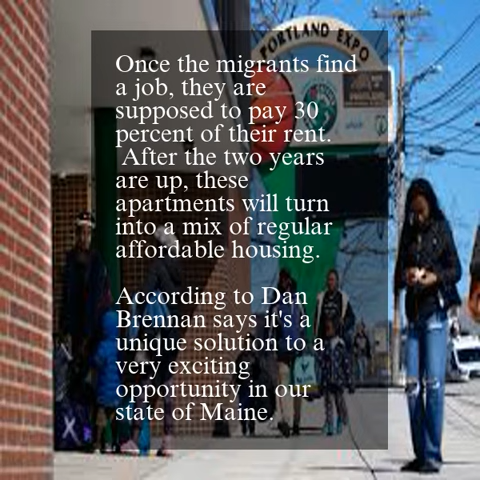 PORTLAND EXPO
Once the migrants find
a job, they are
supposed to pay 30
percent of their rent.
After the two years
are up, these
apartments will turn
into a mix of regular
affordable housing.
According to Dan
Brennan says it's a
unique solution to a
very exciting
opportunity in our
state of Maine.